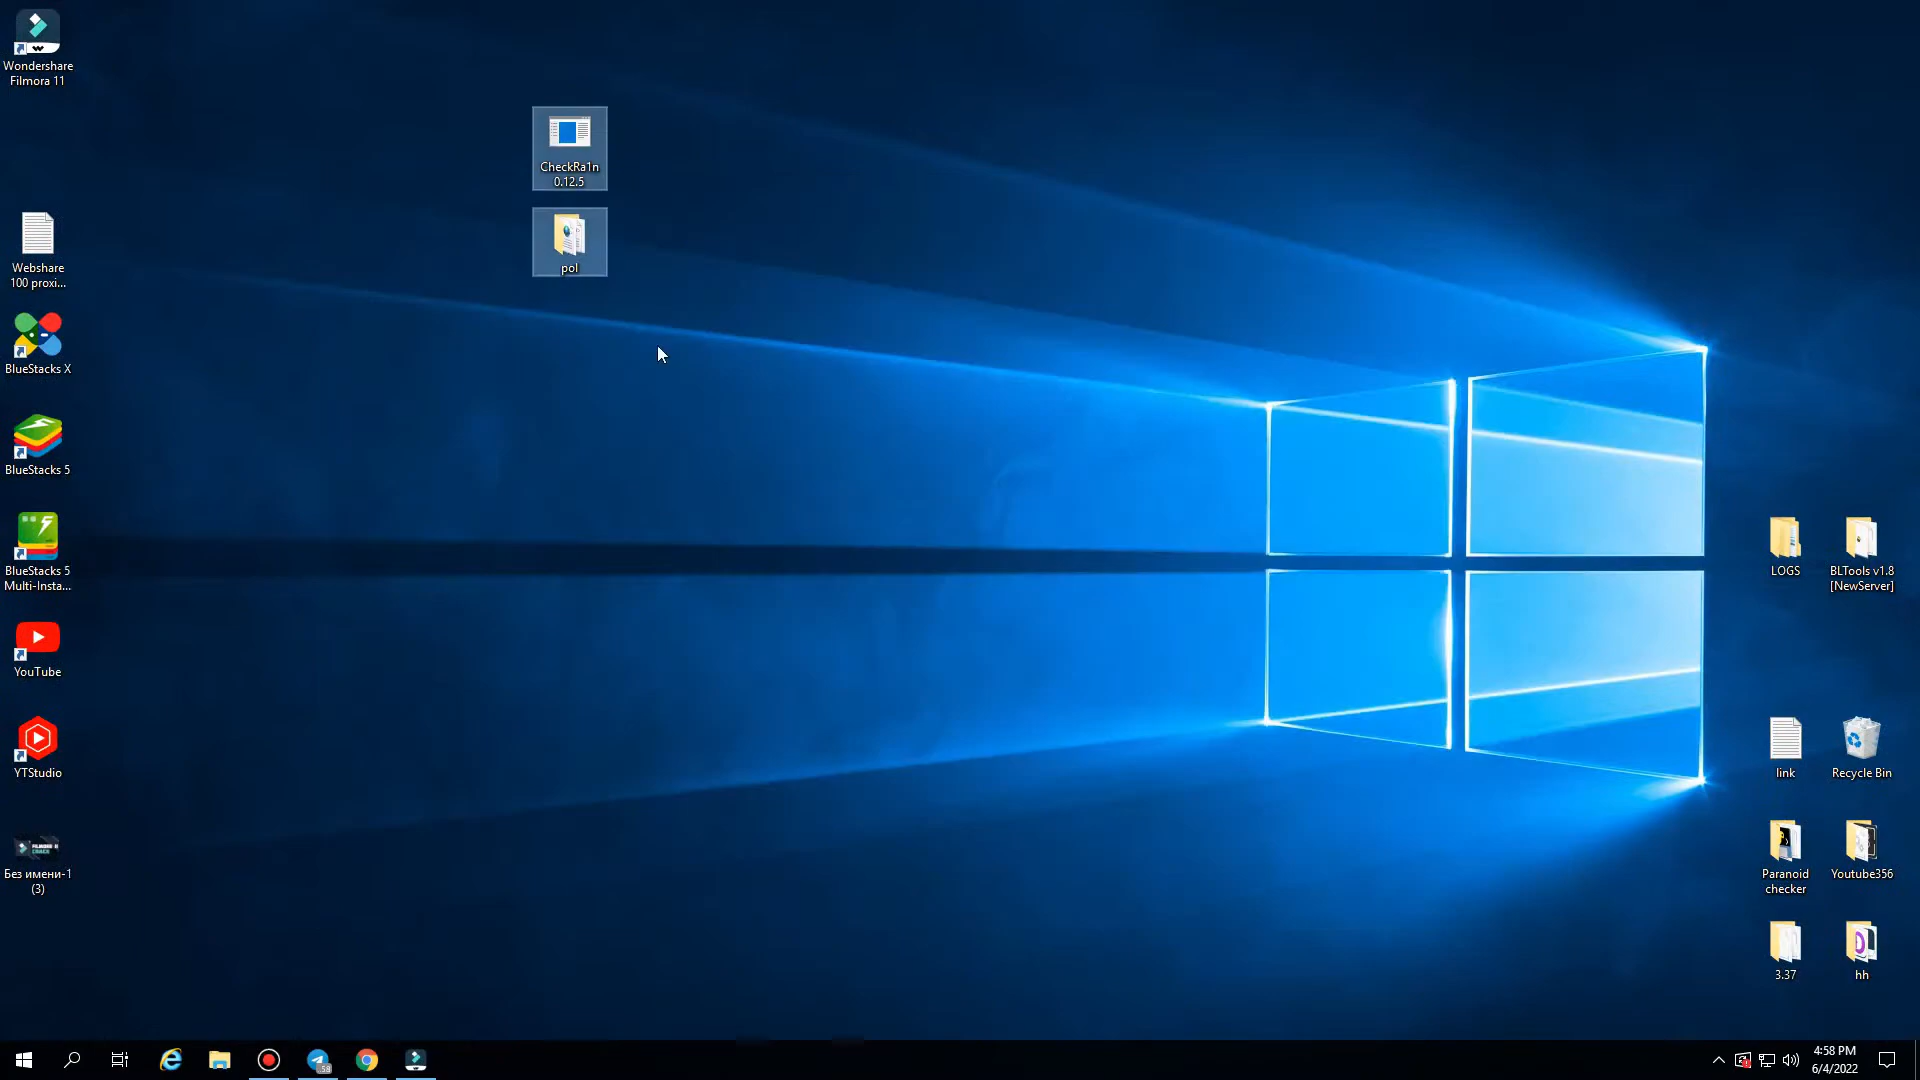 Wondershare
Filmora 11
CheckRa1n
0.12.5
pol
Webshare
100 proxi...
BlueStacks X
BlueStacks 5
BlueStacks 5
Multi-Insta...
YouTube
YTStudio
Без имени-1
(3)
LOGS
BLTools v1.8
[NewServer]
link
Recycle Bin
Paranoid
checker
Youtube356
3.37
hh
58
4:58 PM
6/4/2022